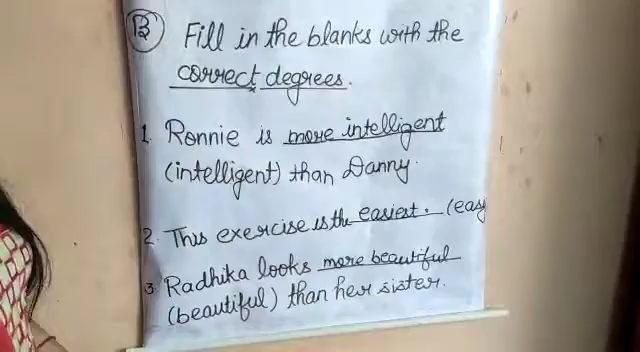 B Fill in the blanks with the
correct degrees.
1. Ronnie is more intelligent
(intelligent) than Danny.
2. This exercise is the easiest. (easy
3 Radhika looks more beautiful
(beautiful) than her sister.